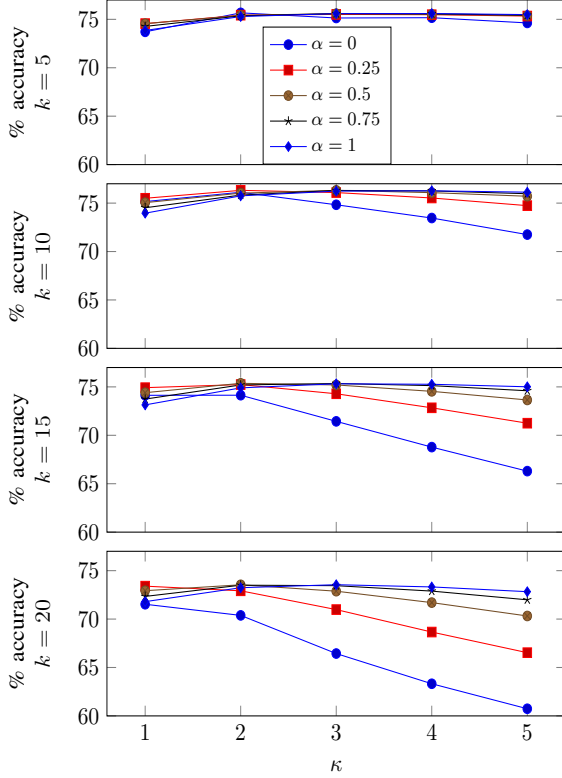 75
70
65
60
% accuracy
k = 5
α = 0
α = 0.25
α = 0.5
α = 0.75
α = 1
75
70
65
60
% accuracy
k = 10
75
70
65
60
% accuracy
k = 15
75
70
65
60
% accuracy
k = 20
1 2 3 4 5
κ